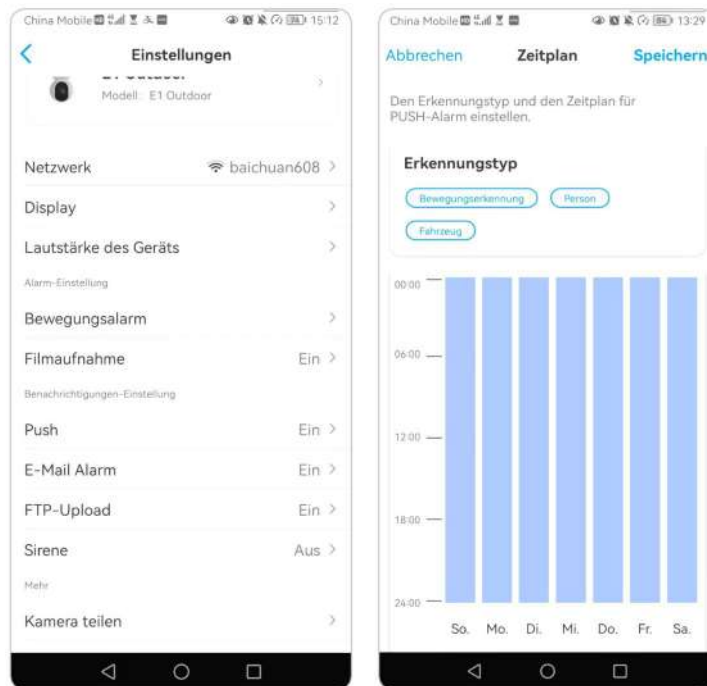 China Mobile
15:12
Einstellungen
E1 Outdoor
Modell: E1 Outdoor
Netzwerk
baichuan608
Display
Lautstärke des Geräts
Alarm-Einstellung
Bewegungsalarm
Filmaufnahme Ein
Benachrichtigungen-Einstellung
Push Ein
E-Mail Alarm Ein
FTP-Upload Ein
Sirene Aus
Mehr
Kamera teilen
China Mobile
13:29
Abbrechen Zeitplan Speichern
Den Erkennungstyp und den Zeitplan für
PUSH-Alarm einstellen.
Erkennungstyp
Bewegungserkennung Person
Fahrzeug
00:00
06:00
12:00
18:00
24:00
So. Mo. Di. Mi. Do. Fr. Sa.